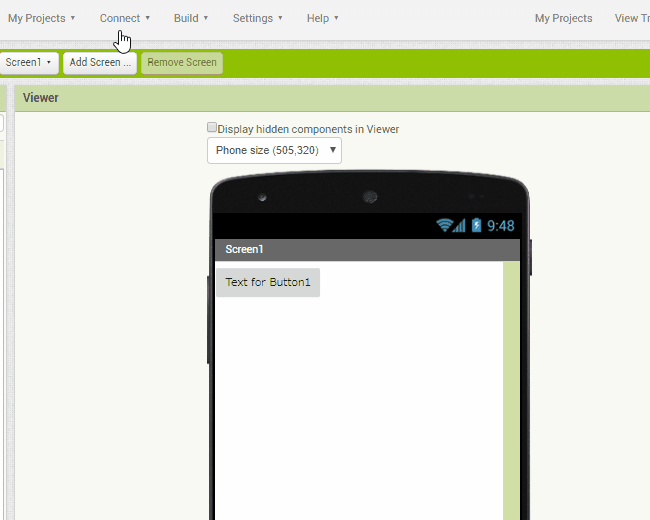 My Projects Connect Build Settings Help My Projects View Tr
Screen1 Add Screen ... Remove Screen
Viewer
Display hidden components in Viewer
Phone size (505,320)
9:48
Screen1
Text for Button1